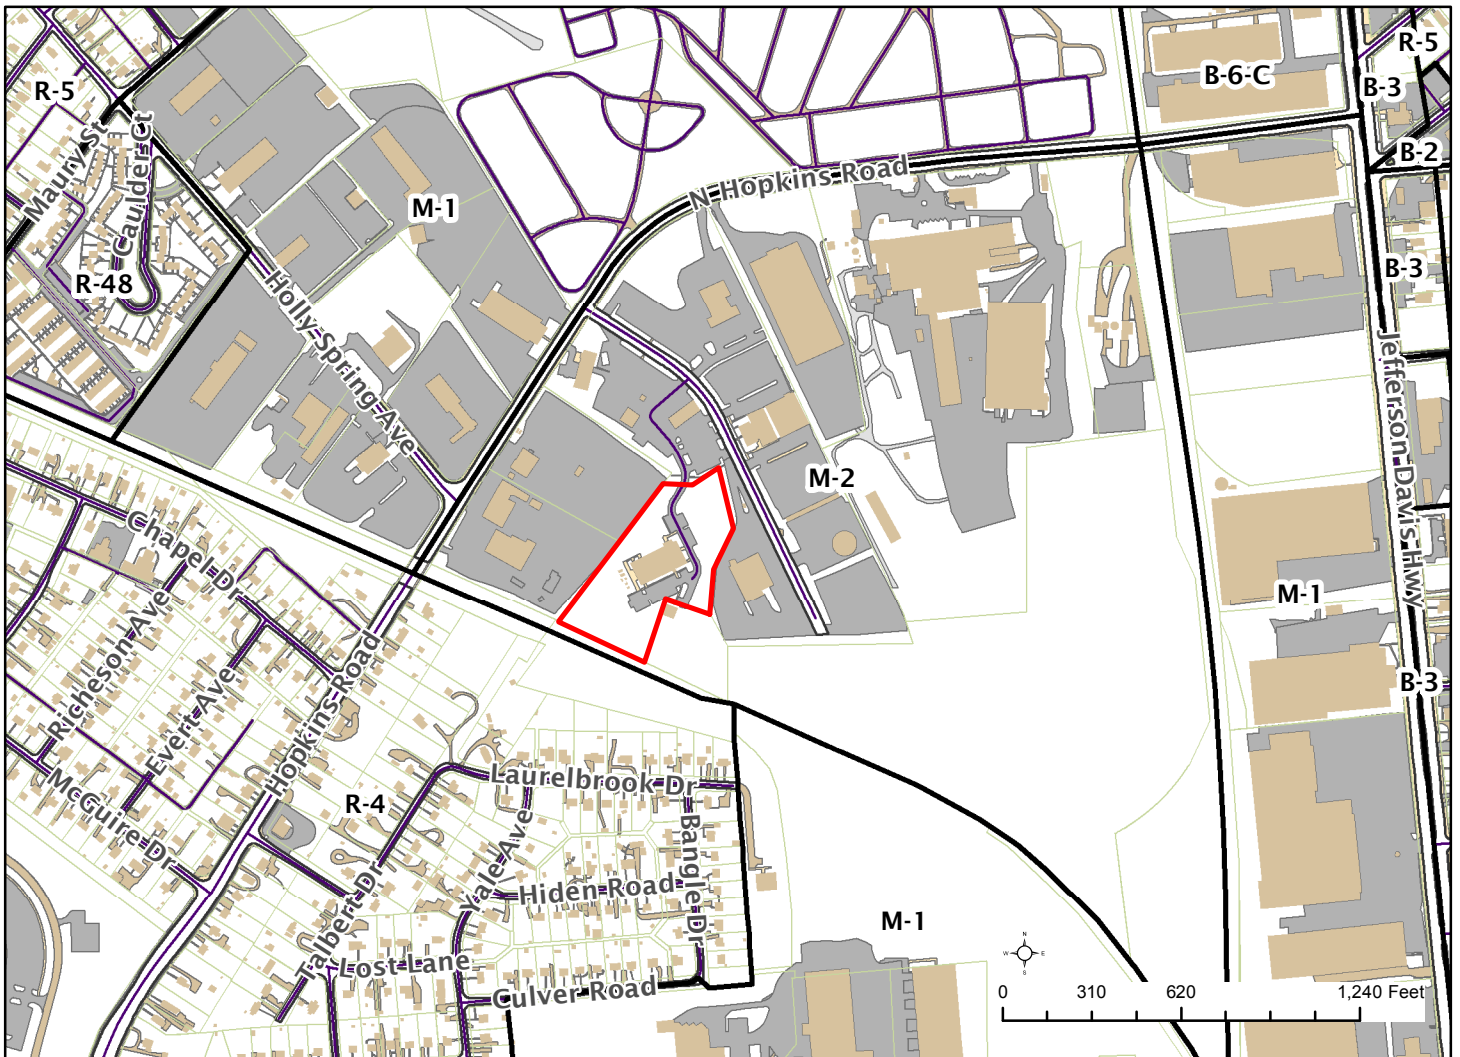 R-5
R-5
B-6-C
B-3
Maury St
Caulder Ct
B-2
N Hopkins Road
M-1
R-48
Holly Spring Ave
B-3
Jefferson Davis Hwy
M-2
Chapel Dr
Richeson Ave
Evert Ave
McGuire Dr
Hopkins Road
M-1
B-3
R-4
Laurelbrook Dr
Bangle Dr
Yale Ave
Hiden Road
Talbert Dr
Lost Lane
Culver Road
M-1
N
W E
S
0 310 620 1,240 Feet